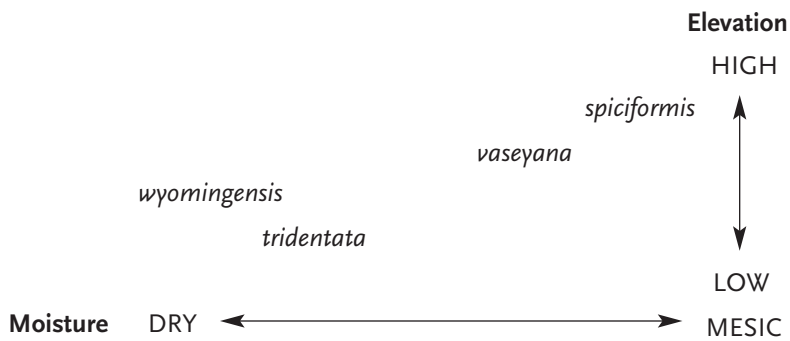 Elevation
HIGH
spiciformis
vaseyana
wyomingensis
tridentata
LOW
Moisture DRY MESIC